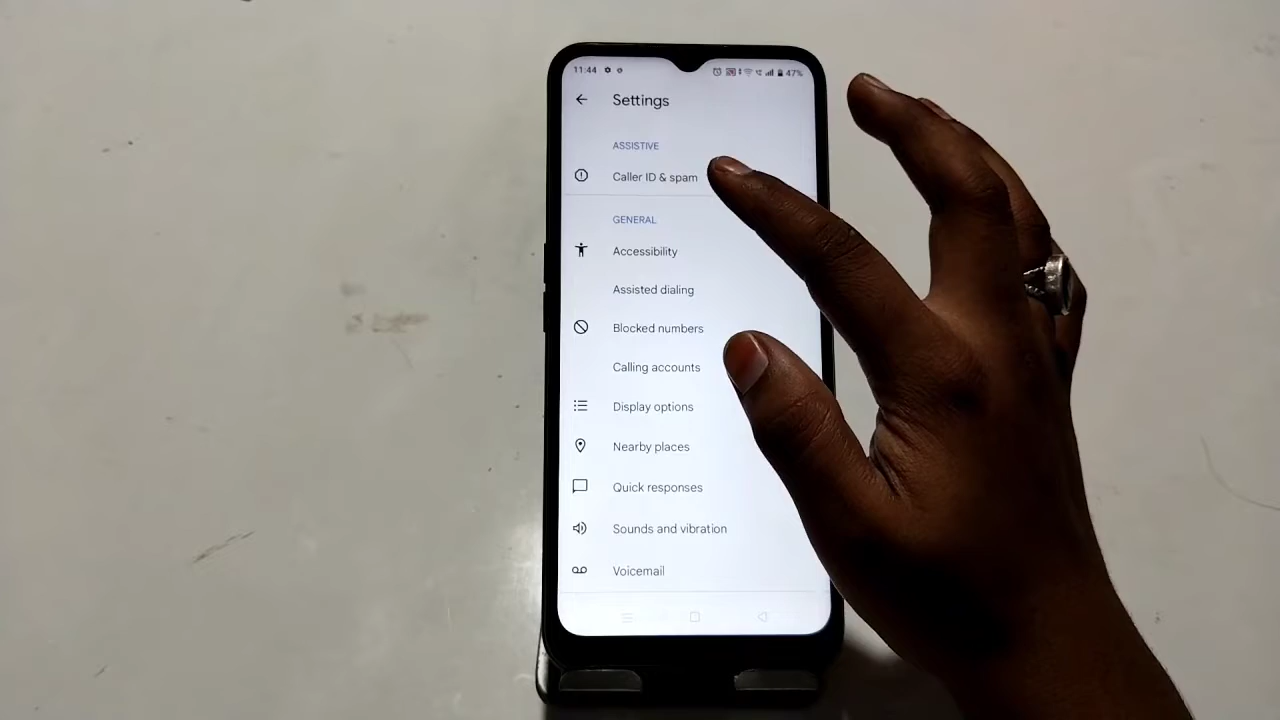 11:44 47%
Settings
ASSISTIVE
Caller ID & spam
GENERAL
Accessibility
Assisted dialing
Blocked numbers
Calling accounts
Display options
Nearby places
Quick responses
Sounds and vibration
Voicemail